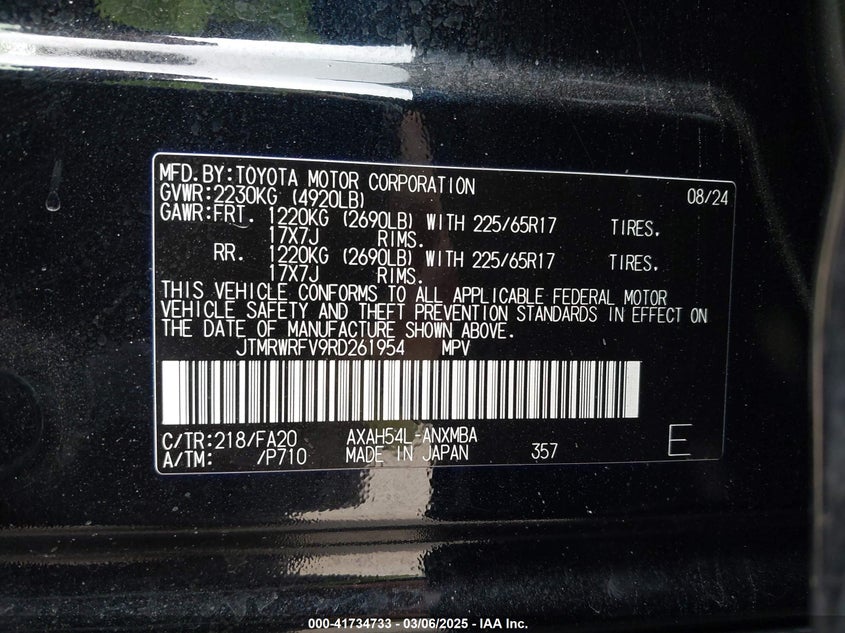 MFD.BY:TOYOTA MOTOR CORPORATION 08/24
GVWR:2230KG (4920LB)
GAWR:FRT. 1220KG (2690LB) WITH 225/65R17 TIRES.
17X7J RIMS.
RR. 1220KG (2690LB) WITH 225/65R17 TIRES.
17X7J RIMS.
THIS VEHICLE CONFORMS TO ALL APPLICABLE FEDERAL MOTOR
VEHICLE SAFETY AND THEFT PREVENTION STANDARDS IN EFFECT ON
THE DATE OF MANUFACTURE SHOWN ABOVE.
JTMRWRFV9RD261954 MPV
C/TR:218/FA20 AXAH54L-ANXMBA
A/TM: /P710 MADE IN JAPAN 357 E
000-41734733 - 03/06/2025 - IAA Inc.